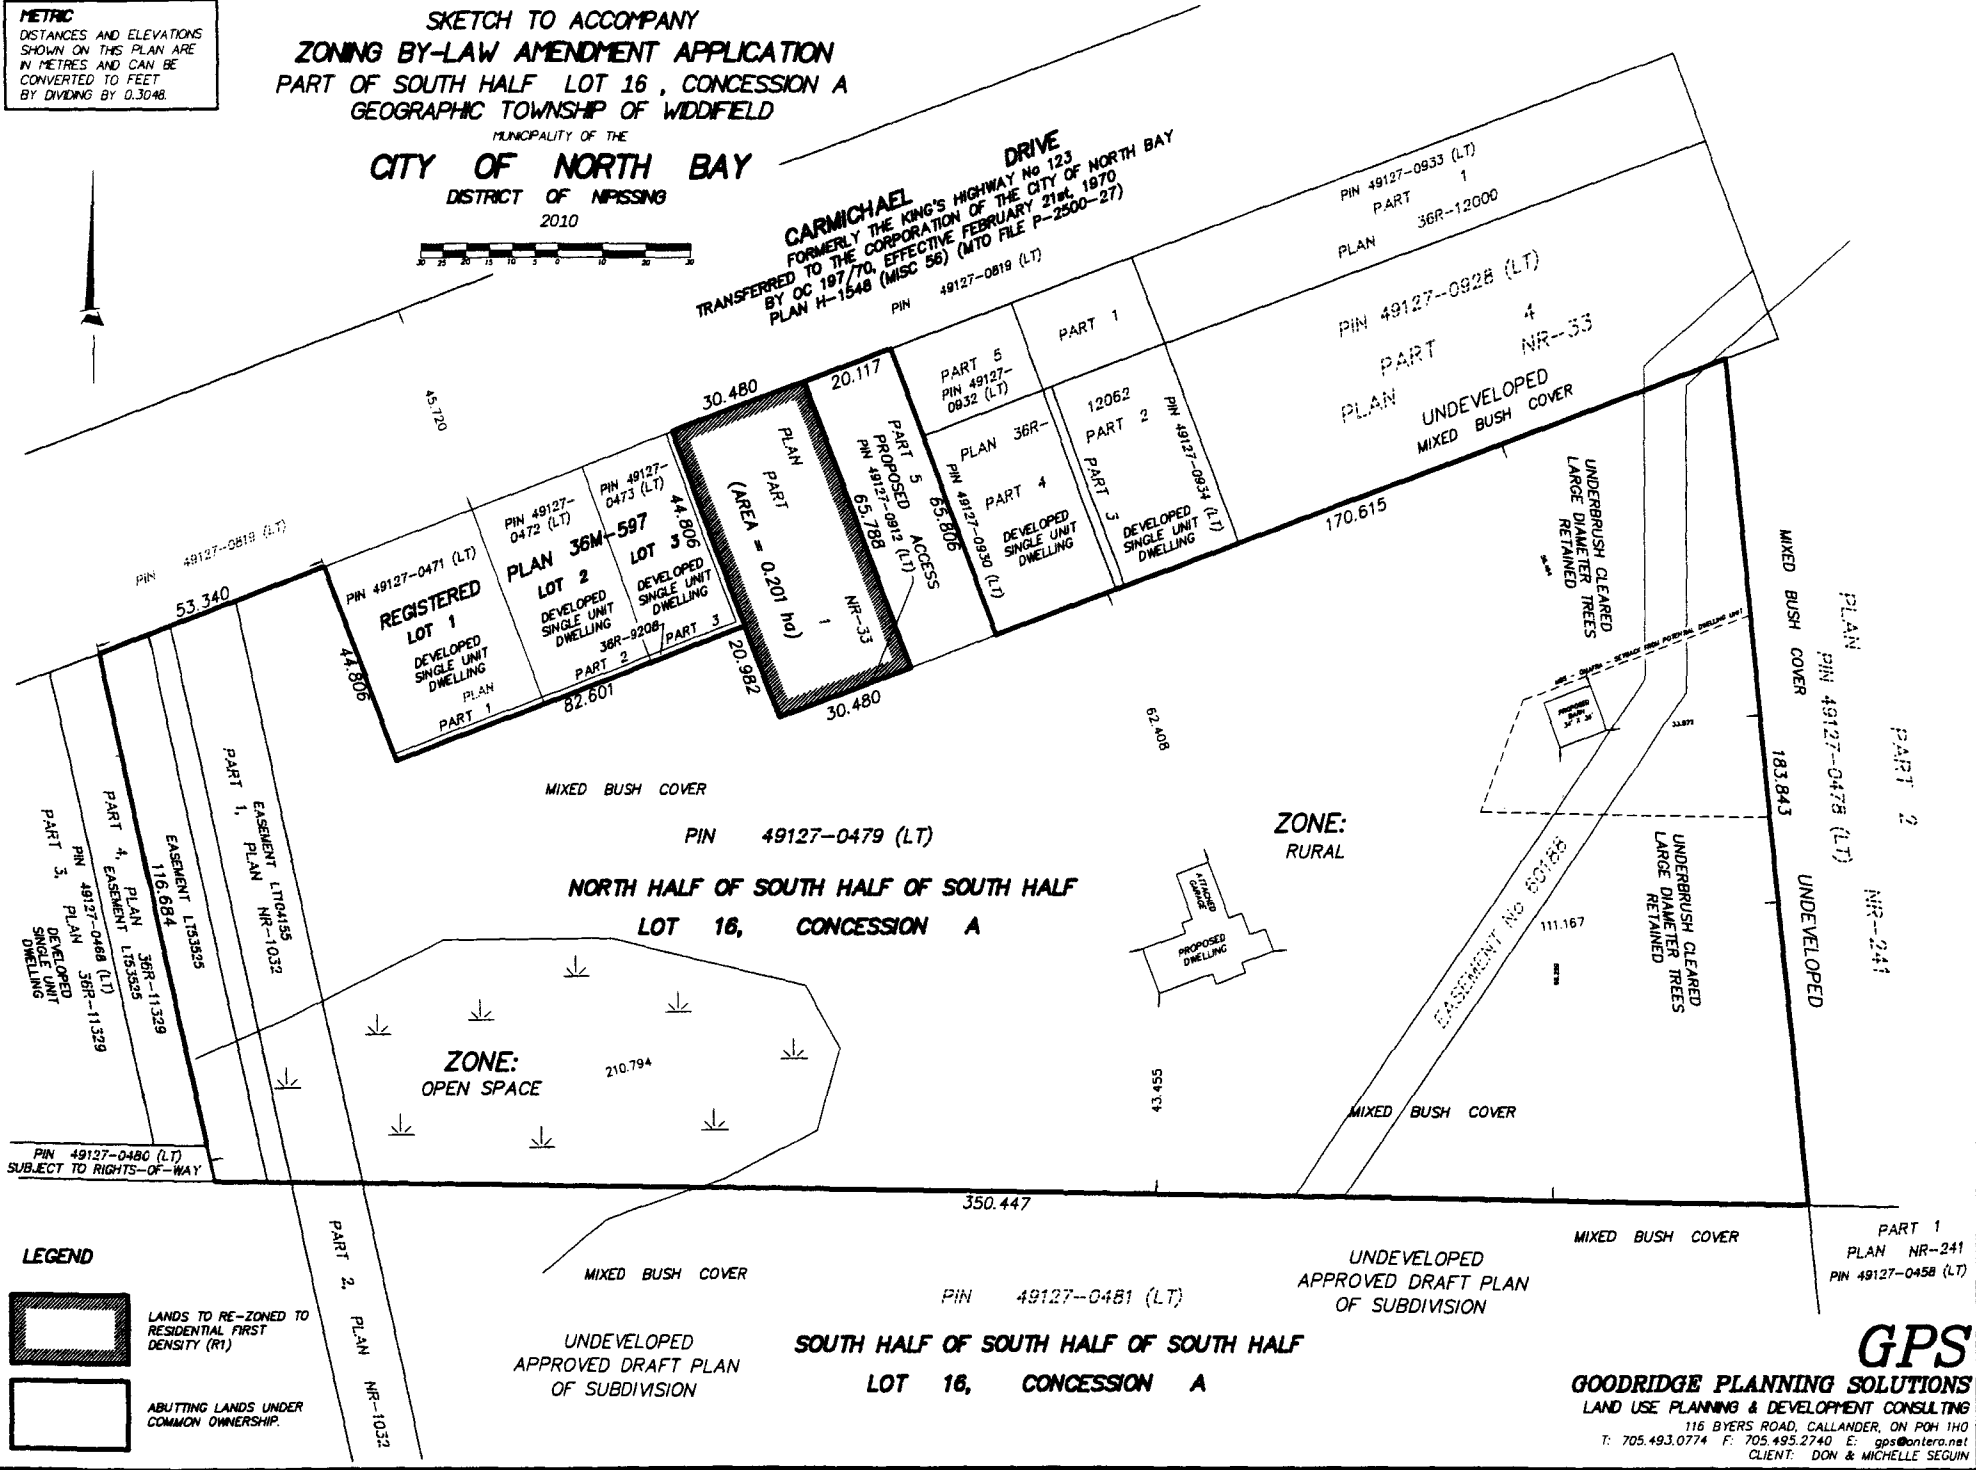 METRIC
DISTANCES AND ELEVATIONS
SHOWN ON THIS PLAN ARE
IN METRES AND CAN BE
CONVERTED TO FEET
BY DIVIDING BY 0.3048.
SKETCH TO ACCOMPANY
ZONING BY-LAW AMENDMENT APPLICATION
PART OF SOUTH HALF LOT 16 , CONCESSION A
GEOGRAPHIC TOWNSHIP OF WIDDIFIELD
MUNICIPALITY OF THE
CITY OF NORTH BAY
DISTRICT OF NIPISSING
2010
30 25 20 15 10 5 0 10 20 30
CARMICHAEL DRIVE
FORMERLY THE KING'S HIGHWAY No 123
TRANSFERRED TO THE CORPORATION OF THE CITY OF NORTH BAY
BY OC 197/70, EFFECTIVE FEBRUARY 21st, 1970
PLAN H-1548 (MISC 56) (MTO FILE P-2500-27)
PIN 49127-0819 (LT)
PIN 49127-0933 (LT)
PART 1
PLAN 36R-12000
PIN 49127-0928 (LT)
PART 4
PLAN NR-33
UNDEVELOPED
MIXED BUSH COVER
45.720
30.480
20.117
PART 5
PIN 49127-
0932 (LT)
PART 1
PLAN 36R-
12062
PART 4
DEVELOPED
SINGLE UNIT
DWELLING
PIN 49127-0930 (LT)
PART 3
PART 2
PIN 49127-0934 (LT)
DEVELOPED
SINGLE UNIT
DWELLING
170.615
PART 5
PROPOSED ACCESS
PIN 49127-0912 (LT)
65.788
65.806
PLAN NR-33
PART 1
(AREA = 0.201 ha)
44.806
20.982
30.480
PIN 49127-0819 (LT)
53.340
PIN 49127-0471 (LT)
REGISTERED
LOT 1
DEVELOPED
SINGLE UNIT
DWELLING
PLAN
PART 1
PIN 49127-
0472 (LT)
PLAN 36M-597
LOT 2
DEVELOPED
SINGLE UNIT
DWELLING
36R-9208
PART 2
PIN 49127-
0473 (LT)
LOT 3
DEVELOPED
SINGLE UNIT
DWELLING
PART 3
44.806
82.601
UNDERBRUSH CLEARED
LARGE DIAMETER TREES
RETAINED
MIXED BUSH COVER
PLAN NR-241
PIN 49127-0478 (LT)
PART 2
183.843
UNDEVELOPED
SETBACK FROM POTENTIAL DWELLING UNIT
PROPOSED
BARN
33.877
62.408
MIXED BUSH COVER
PIN 49127-0479 (LT)
NORTH HALF OF SOUTH HALF OF SOUTH HALF
LOT 16, CONCESSION A
ZONE:
RURAL
ATTACHED
GARAGE
PROPOSED
DWELLING
EASEMENT No 60188
111.167
UNDERBRUSH CLEARED
LARGE DIAMETER TREES
RETAINED
PART 1, PLAN NR-1032
EASEMENT LT104155
EASEMENT LT53525
116.684
PART 4, PLAN 36R-11329
EASEMENT LT53525
PIN 49127-0468 (LT)
PART 3, PLAN 36R-11329
DEVELOPED
SINGLE UNIT
DWELLING
ZONE:
OPEN SPACE
210.794
43.455
MIXED BUSH COVER
PIN 49127-0480 (LT)
SUBJECT TO RIGHTS-OF-WAY
350.447
PART 2, PLAN NR-1032
MIXED BUSH COVER
MIXED BUSH COVER
PART 1
PLAN NR-241
PIN 49127-0458 (LT)
UNDEVELOPED
APPROVED DRAFT PLAN
OF SUBDIVISION
PIN 49127-0481 (LT)
UNDEVELOPED
APPROVED DRAFT PLAN
OF SUBDIVISION
SOUTH HALF OF SOUTH HALF OF SOUTH HALF
LOT 16, CONCESSION A
LEGEND
LANDS TO RE-ZONED TO
RESIDENTIAL FIRST
DENSITY (R1)
ABUTTING LANDS UNDER
COMMON OWNERSHIP.
GPS
GOODRIDGE PLANNING SOLUTIONS
LAND USE PLANNING & DEVELOPMENT CONSULTING
116 BYERS ROAD, CALLANDER, ON P0H 1H0
T: 705.493.0774 F: 705.495.2740 E: gps@ontera.net
CLIENT: DON & MICHELLE SEGUIN